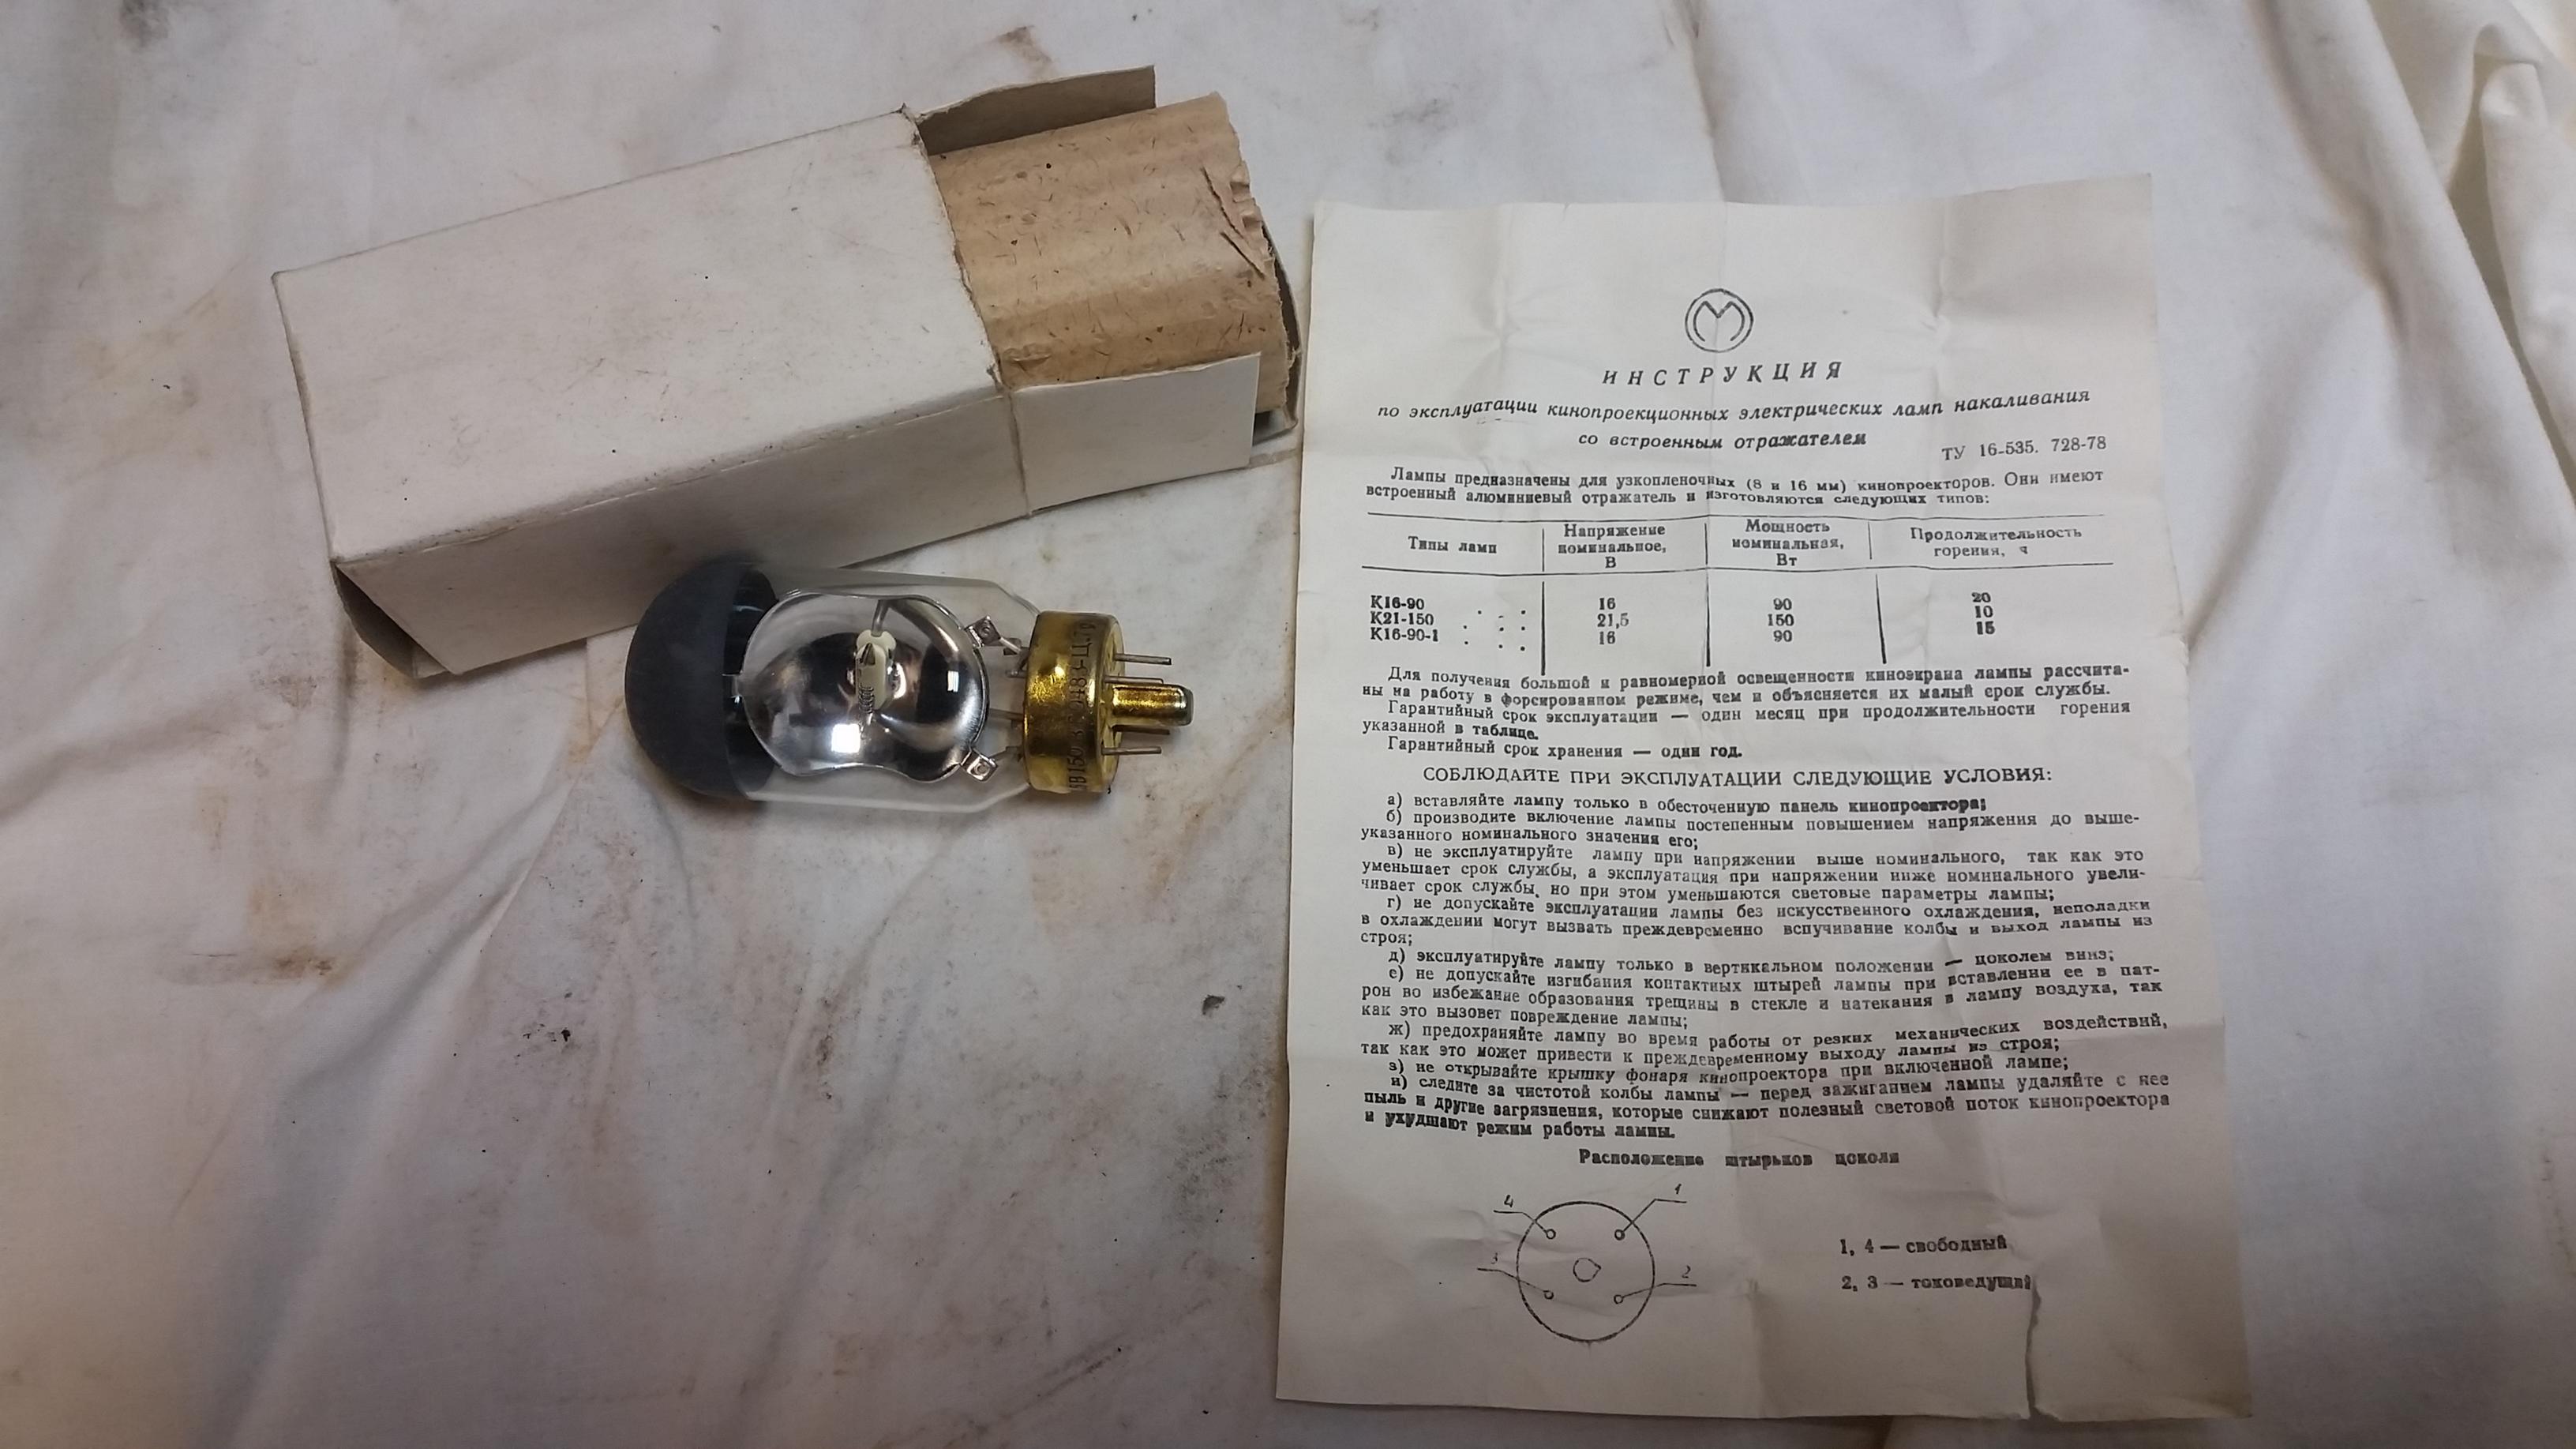 М
ИНСТРУКЦИЯ
по эксплуатации кинопроекционных электрических ламп накаливания
со встроенным отражателем
ТУ 16-535. 728-78
Лампы предназначены для узкопленочных (8 и 16 мм) кинопроекторов. Они имеют
встроенный алюминиевый отражатель и изготовляются следующих типов:
Типы ламп
Напряжение
номинальное,
В
Мощность
номинальная,
Вт
Продолжительность
горения, ч
К16-90 . . 16 90 20
К21-150 . . . 21,5 150 10
К16-90-1 . . . 16 90 15
Для получения большой и равномерной освещенности киноэкрана лампы рассчита-
ны на работу в форсированном режиме, чем и объясняется их малый срок службы.
Гарантийный срок эксплуатации — один месяц при продолжительности горения
указанной в таблице.
Гарантийный срок хранения — один год.
СОБЛЮДАЙТЕ ПРИ ЭКСПЛУАТАЦИИ СЛЕДУЮЩИЕ УСЛОВИЯ:
а) вставляйте лампу только в обесточенную панель кинопроектора;
б) производите включение лампы постепенным повышением напряжения до выше-
указанного номинального значения его;
в) не эксплуатируйте лампу при напряжении выше номинального, так как это
уменьшает срок службы, а эксплуатация при напряжении ниже номинального увели-
чивает срок службы, но при этом уменьшаются световые параметры лампы;
г) не допускайте эксплуатации лампы без искусственного охлаждения, неполадки
в охлаждении могут вызвать преждевременно вспучивание колбы и выход лампы из
строя;
д) эксплуатируйте лампу только в вертикальном положении — цоколем вниз;
е) не допускайте изгибания контактных штырей лампы при вставлении ее в пат-
рон во избежание образования трещины в стекле и натекания в лампу воздуха, так
как это вызовет повреждение лампы;
ж) предохраняйте лампу во время работы от резких механических воздействий,
так как это может привести к преждевременному выходу лампы из строя;
з) не открывайте крышку фонаря кинопроектора при включенной лампе;
и) следите за чистотой колбы лампы — перед зажиганием лампы удаляйте с нее
пыль и другие загрязнения, которые снижают полезный световой поток кинопроектора
и ухудшают режим работы лампы.
Расположение штырьков цоколя
4 1
3 2
1, 4 — свободный
2, 3 — токоведущий